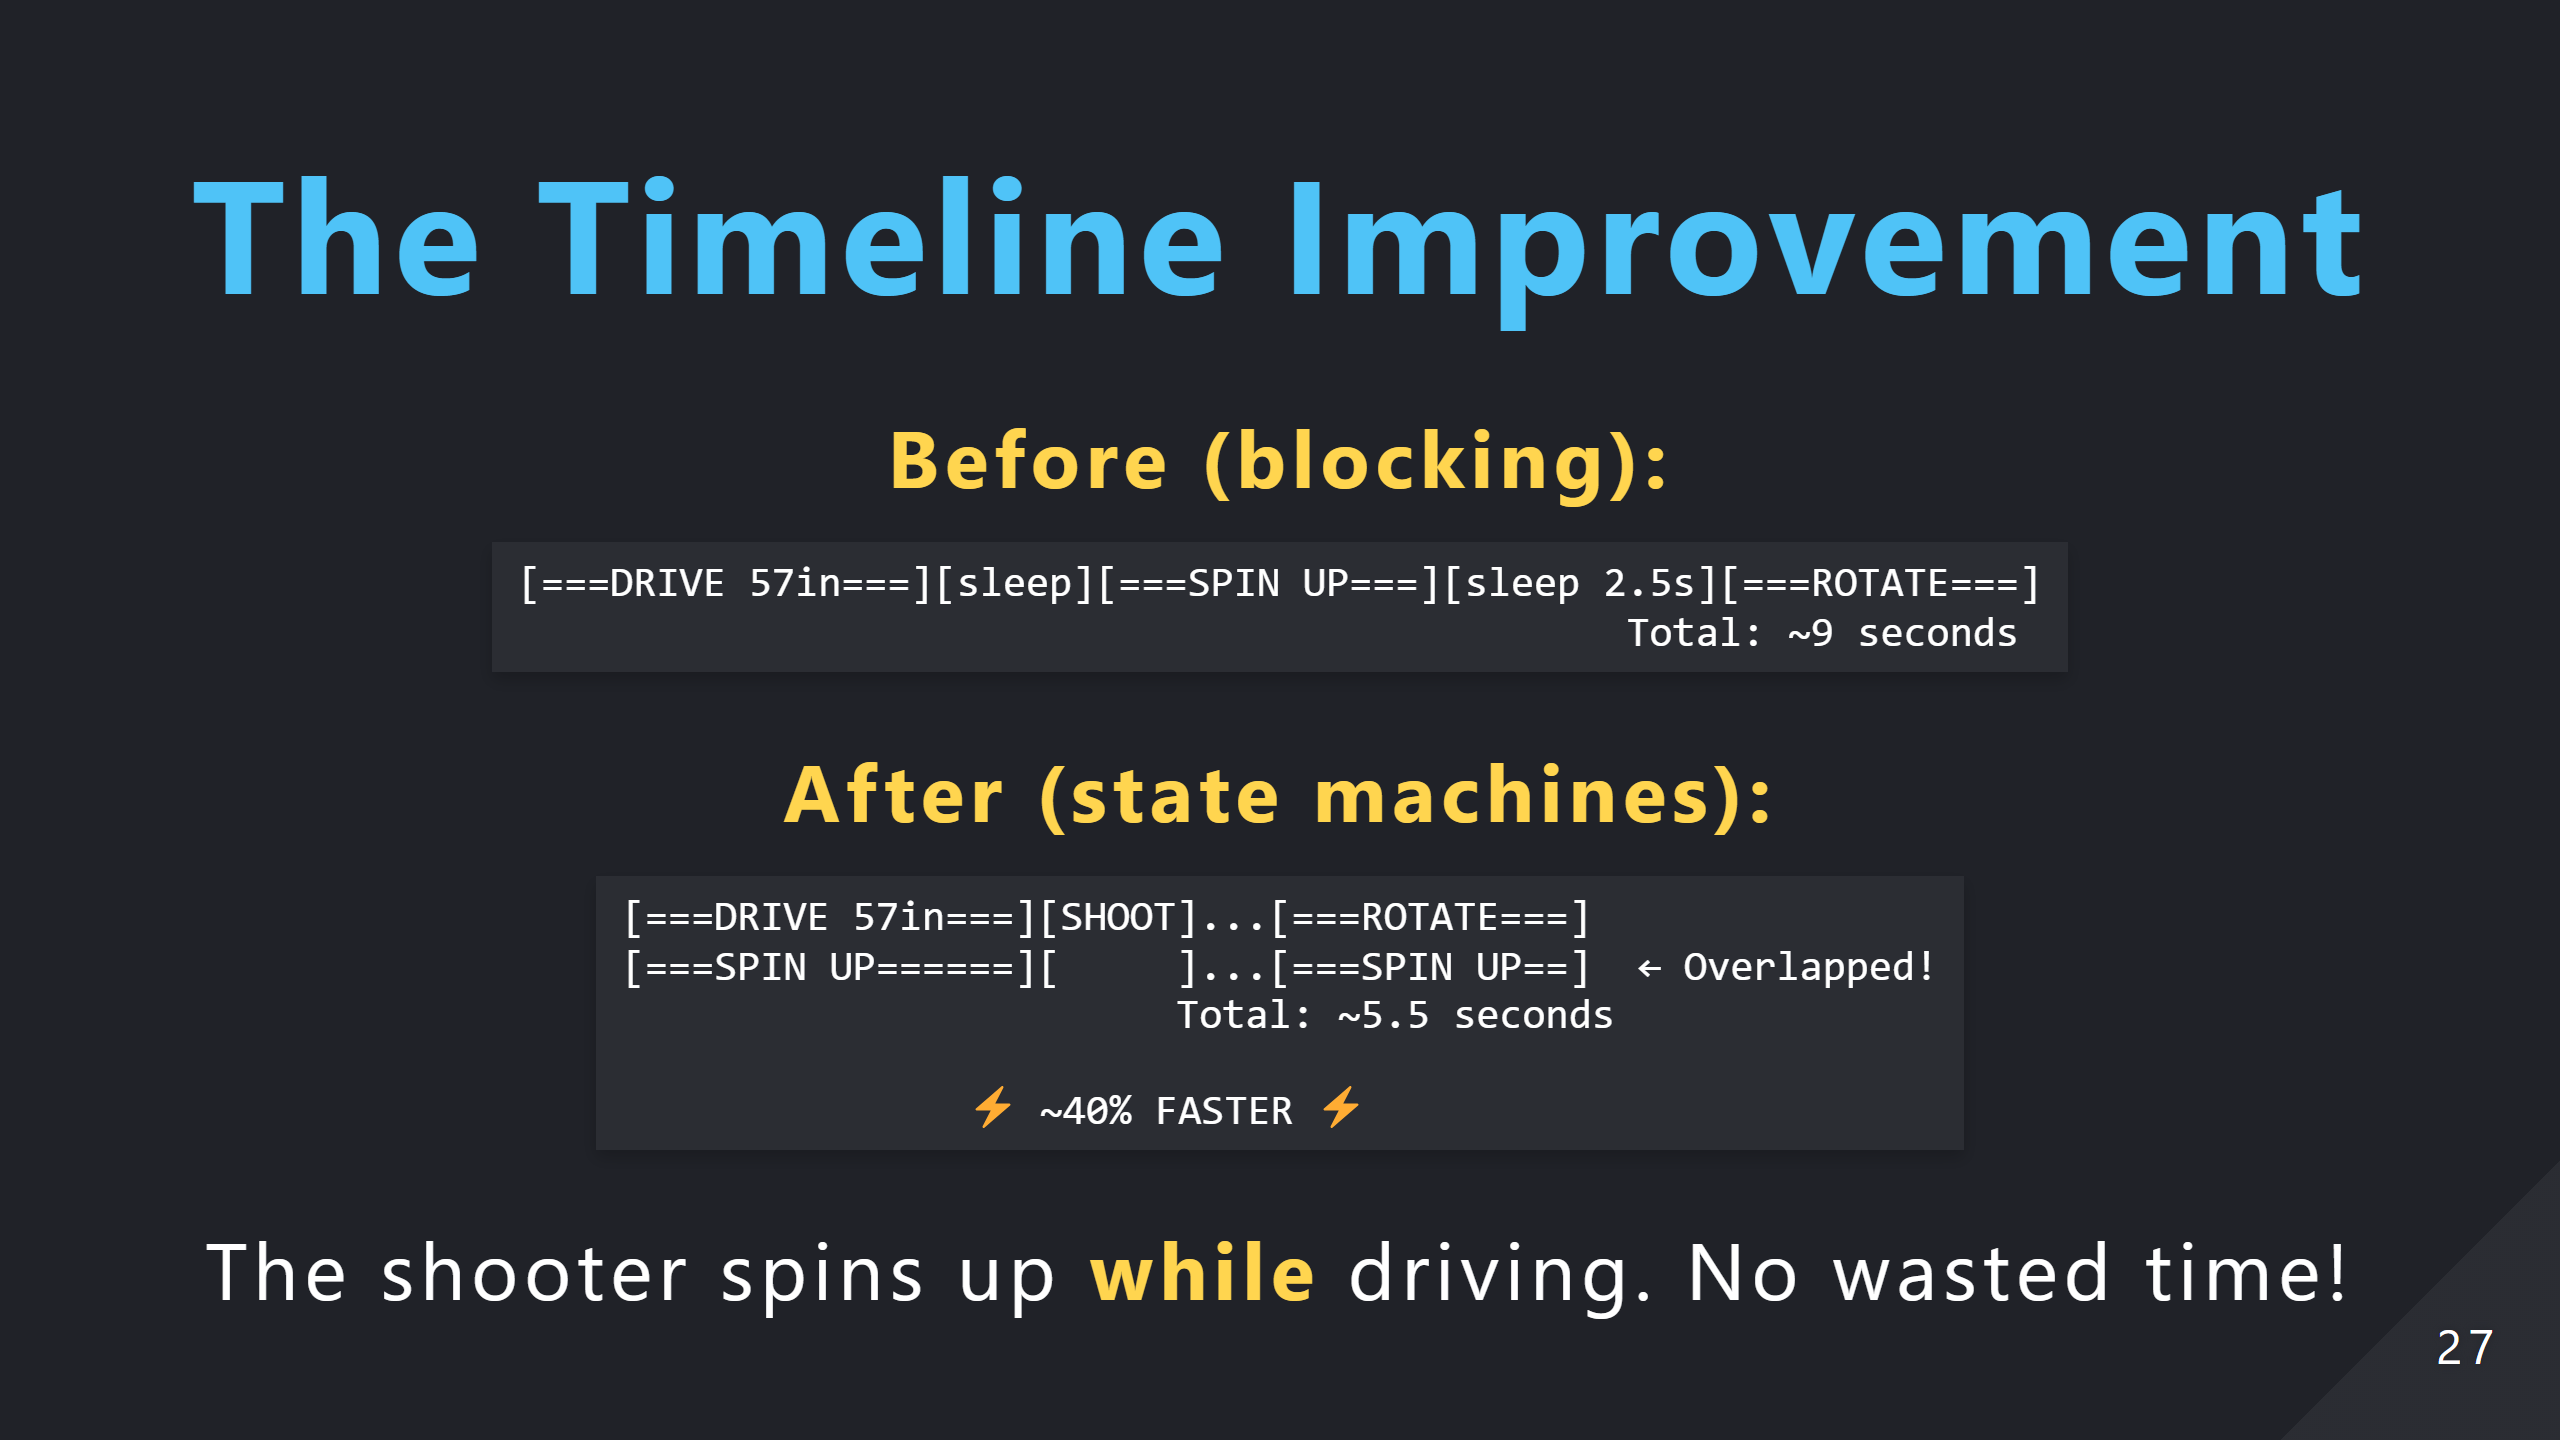 The Timeline Improvement
Before (blocking):
[===DRIVE 57in===][sleep][===SPIN UP===][sleep 2.5s][===ROTATE===]
Total: ~9 seconds
After (state machines):
[===DRIVE 57in===][SHOOT]...[===ROTATE===]
[===SPIN UP======][     ]...[===SPIN UP==]  ← Overlapped!
Total: ~5.5 seconds
⚡ ~40% FASTER ⚡
The shooter spins up while driving. No wasted time!
27